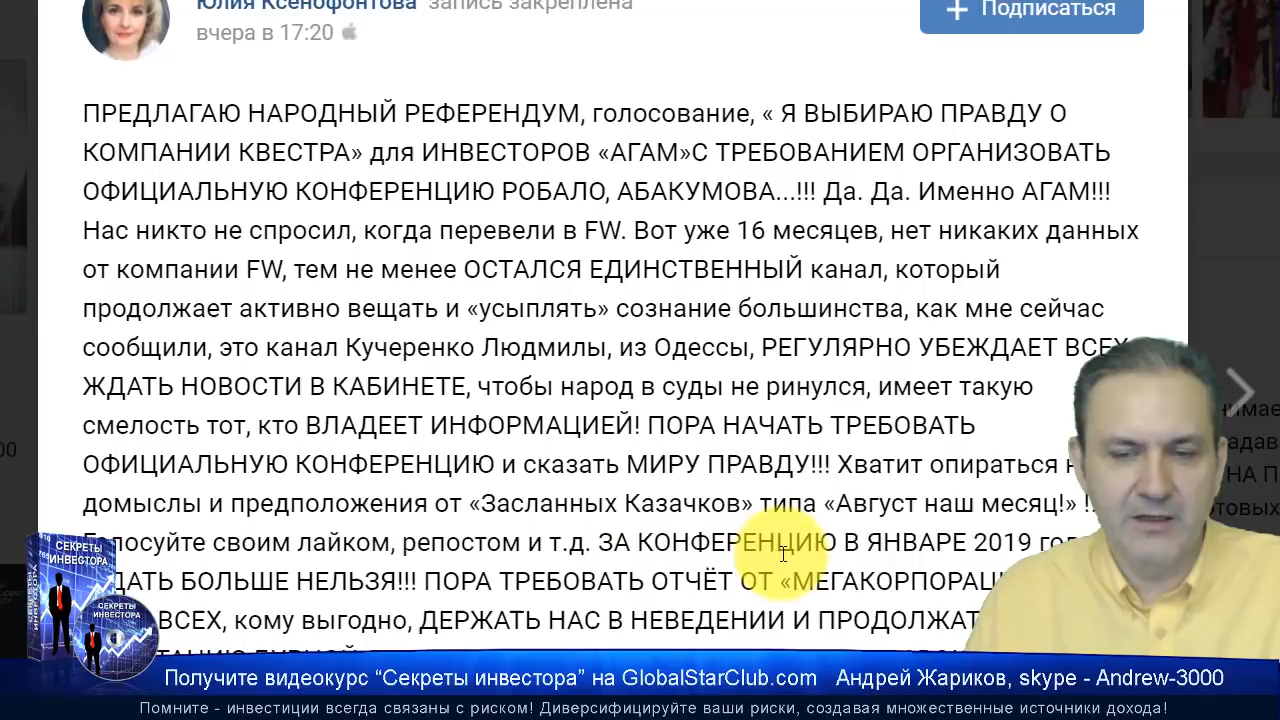 Юлия Ксенофонтова запись закреплена
вчера в 17:20
+ Подписаться
ПРЕДЛАГАЮ НАРОДНЫЙ РЕФЕРЕНДУМ, голосование, « Я ВЫБИРАЮ ПРАВДУ О
КОМПАНИИ КВЕСТРА» для ИНВЕСТОРОВ «АГАМ»С ТРЕБОВАНИЕМ ОРГАНИЗОВАТЬ
ОФИЦИАЛЬНУЮ КОНФЕРЕНЦИЮ РОБАЛО, АБАКУМОВА...!!! Да. Да. Именно АГАМ!!!
Нас никто не спросил, когда перевели в FW. Вот уже 16 месяцев, нет никаких данных
от компании FW, тем не менее ОСТАЛСЯ ЕДИНСТВЕННЫЙ канал, который
продолжает активно вещать и «усыплять» сознание большинства, как мне сейчас
сообщили, это канал Кучеренко Людмилы, из Одессы, РЕГУЛЯРНО УБЕЖДАЕТ ВСЕХ
ЖДАТЬ НОВОСТИ В КАБИНЕТЕ, чтобы народ в суды не ринулся, имеет такую
смелость тот, кто ВЛАДЕЕТ ИНФОРМАЦИЕЙ! ПОРА НАЧАТЬ ТРЕБОВАТЬ
ОФИЦИАЛЬНУЮ КОНФЕРЕНЦИЮ и сказать МИРУ ПРАВДУ!!! Хватит опираться
домыслы и предположения от «Засланных Казачков» типа «Август наш месяц!»
своим лайком, репостом и т.д. ЗА КОНФЕРЕНЦИЮ В ЯНВАРЕ 2019
БОЛЬШЕ НЕЛЬЗЯ!!! ПОРА ТРЕБОВАТЬ ОТЧЁТ ОТ
ВСЕХ, кому выгодно, ДЕРЖАТЬ НАС В НЕВЕДЕНИИ И
СЕКРЕТЫ
ИНВЕСТОРА
СЕКРЕТЫ
ИНВЕСТОРА
Получите видеокурс “Секреты инвестора” на GlobalStarClub.com Андрей Жариков, skype - Andrew-3000
Помните - инвестиции всегда связаны с риском! Диверсифицируйте ваши риски, создавая множественные источники дохода!